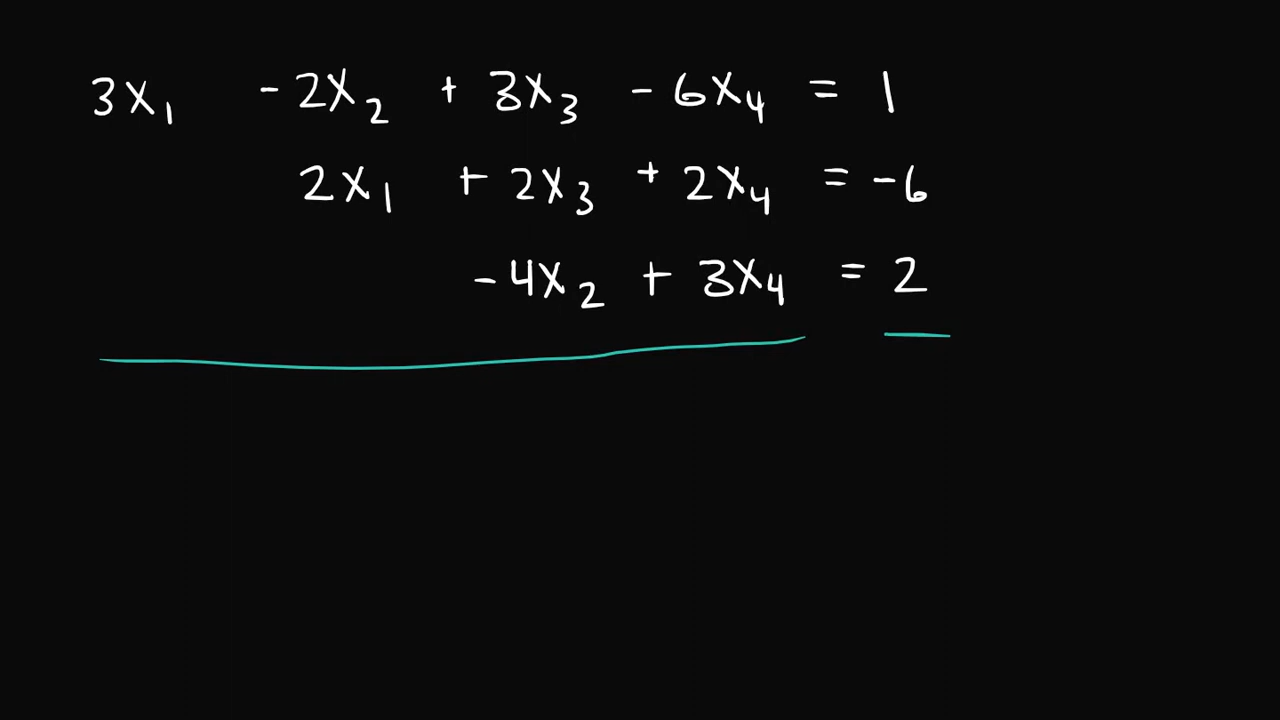 3x₁ - 2x₂ + 3x₃ - 6x₄ = 1
2x₁ + 2x₃ + 2x₄ = -6
-4x₂ + 3x₄ = 2